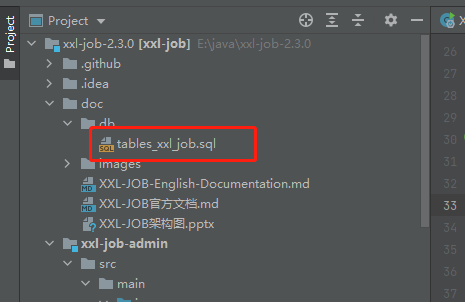 Project
Project
xxl-job-2.3.0 [xxl-job] E:\java\xxl-job-2.3.0
.github
.idea
doc
db
tables_xxl_job.sql
SQL
images
XXL-JOB-English-Documentation.md
MD
XXL-JOB官方文档.md
MD
XXL-JOB架构图.pptx
xxl-job-admin
src
main
26
27
28
29
30
31
32
33
34
35
36
37